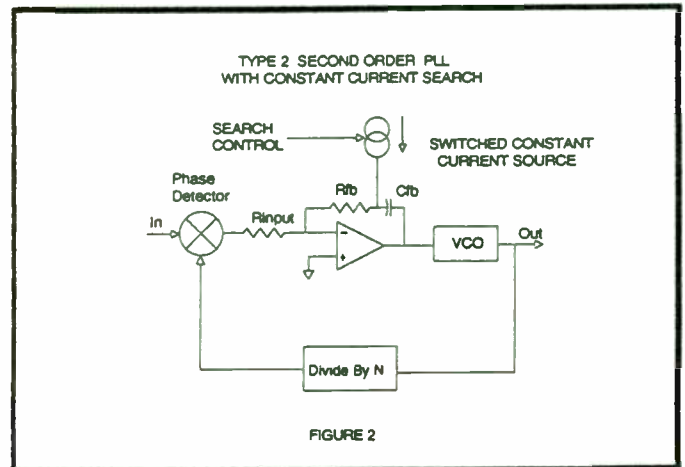 TYPE 2 SECOND ORDER PLL
WITH CONSTANT CURRENT SEARCH
SEARCH
CONTROL
SWITCHED CONSTANT
CURRENT SOURCE
Phase
Detector
Rfb
Cfb
In
Rinput
−
+
VCO
Out
Divide By N
FIGURE 2